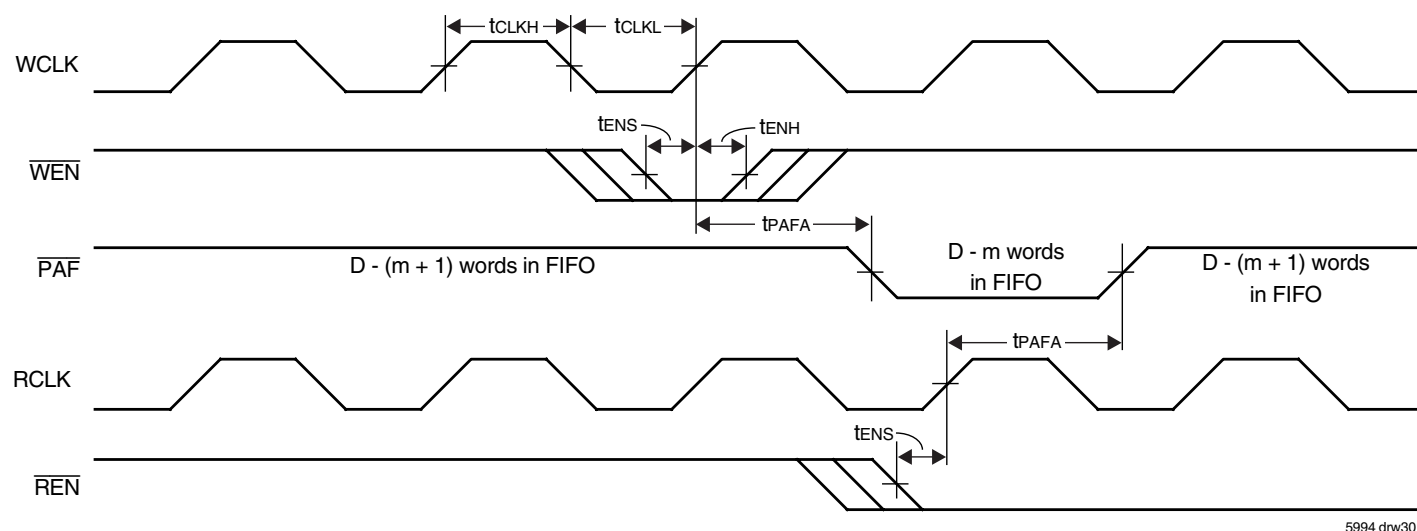 tCLKH tCLKL
WCLK
tENS tENH
WEN
tPAFA
PAF
D - (m + 1) words in FIFO
D - m words
in FIFO
D - (m + 1) words
in FIFO
tPAFA
RCLK
tENS
REN
5994 drw30